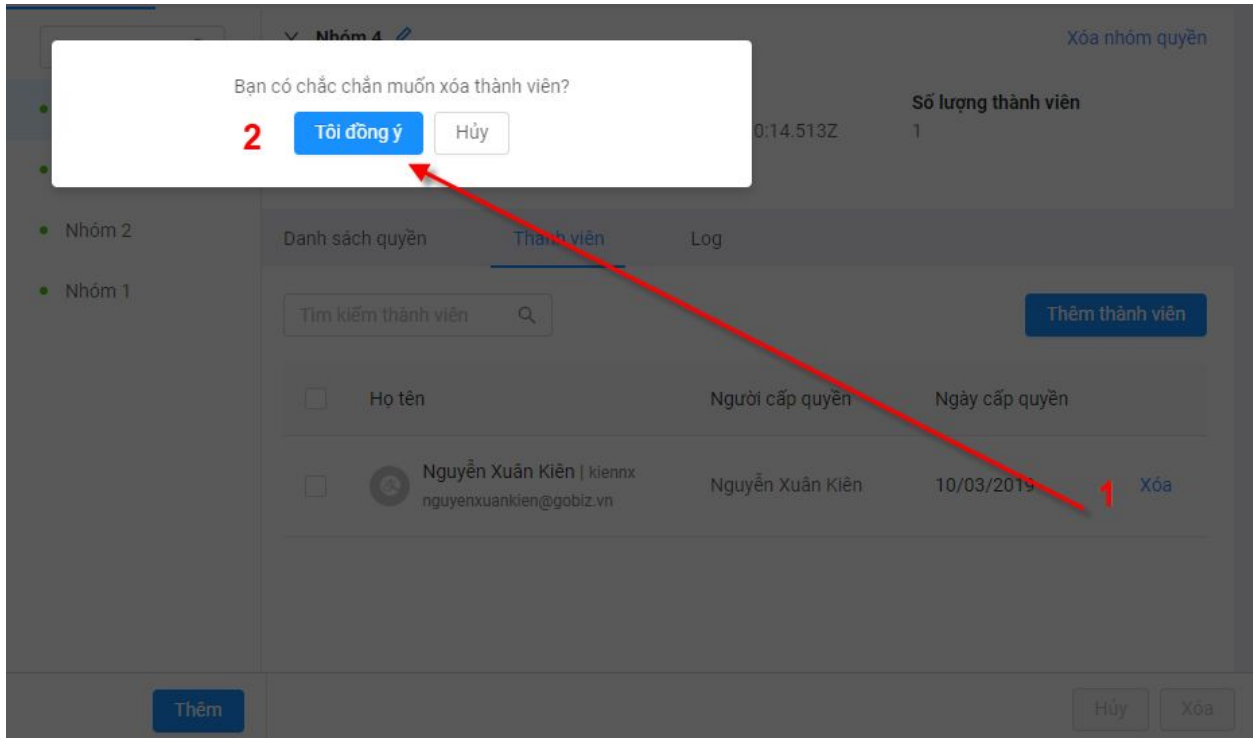 Nhóm 4
Xóa nhóm quyền
Bạn có chắc chắn muốn xóa thành viên?
2
Tôi đồng ý
Hủy
Số lượng thành viên
0:14.513Z
1
Nhóm 2
Danh sách quyền
Thành viên
Log
Nhóm 1
Tìm kiếm thành viên
Thêm thành viên
Họ tên
Người cấp quyền
Ngày cấp quyền
Nguyễn Xuân Kiên | kiennx
nguyenxuankien@gobiz.vn
Nguyễn Xuân Kiên
10/03/2019
1
Xóa
Thêm
Hủy
Xóa